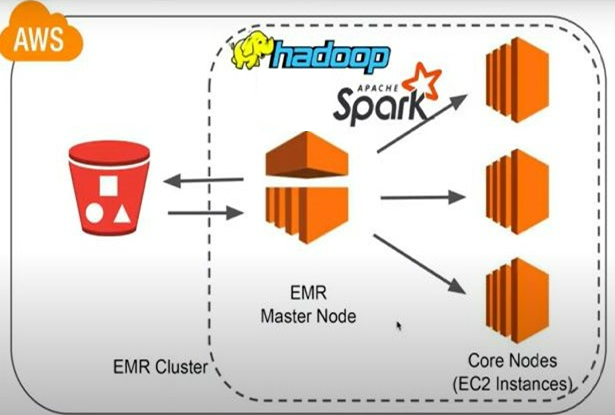 AWS
hadoop
APACHE
Spark
EMR
Master Node
EMR Cluster
Core Nodes
(EC2 Instances)